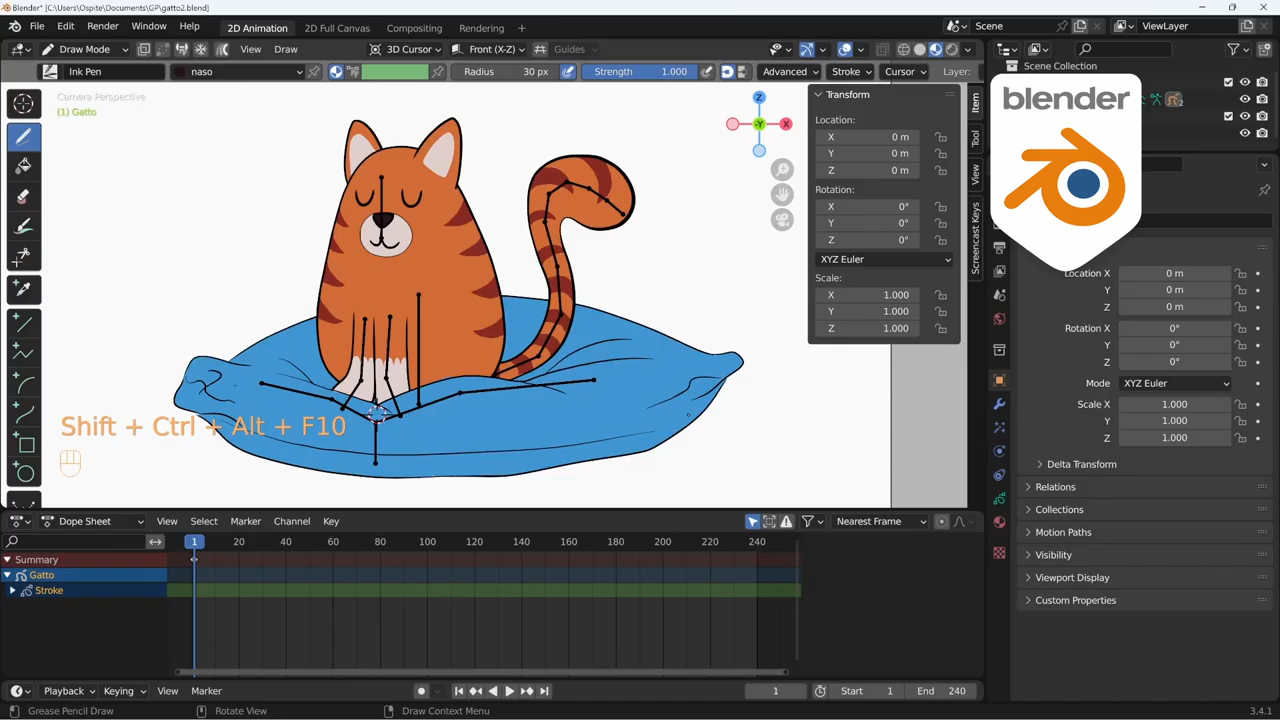 Blender* [C:\Users\Ospite\Documents\GP\gatto2.blend]
File Edit Render Window Help 2D Animation 2D Full Canvas Compositing Rendering Scene ViewLayer
Draw Mode View Draw 3D Cursor Front (X-Z) Guides
Ink Pen naso Radius 30 px Strength 1.000 Advanced Stroke Cursor Layer:
Scene Collection
Camera Perspective
(1) Gatto
Z
-Y
X
Transform
Location:
X 0 m
Y 0 m
Z 0 m
Rotation:
X 0°
Y 0°
Z 0°
XYZ Euler
Scale:
X 1.000
Y 1.000
Z 1.000
Item
Tool
View
Screencast Keys
blender
2
Location X 0 m
Y 0 m
Z 0 m
Rotation X 0°
Y 0°
Z 0°
Mode XYZ Euler
Scale X 1.000
Y 1.000
Z 1.000
Delta Transform
Relations
Collections
Motion Paths
Visibility
Viewport Display
Custom Properties
Shift + Ctrl + Alt + F10
Dope Sheet View Select Marker Channel Key Nearest Frame
1 20 40 60 80 100 120 140 160 180 200 220 240
Summary
Gatto
Stroke
Playback Keying View Marker 1 Start 1 End 240
Grease Pencil Draw Rotate View Draw Context Menu 3.4.1